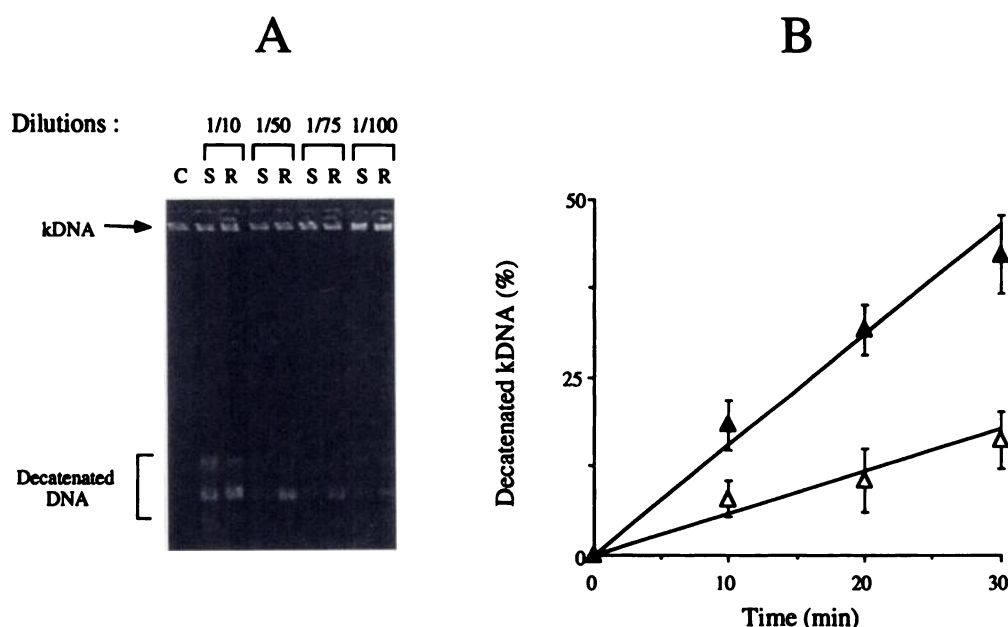 A
Dilutions :
1/10 1/50 1/75 1/100
C S R S R S R S R
kDNA
Decatenated
DNA
B
Decatenated kDNA (%)
50
25
0
0 10 20 30
Time (min)